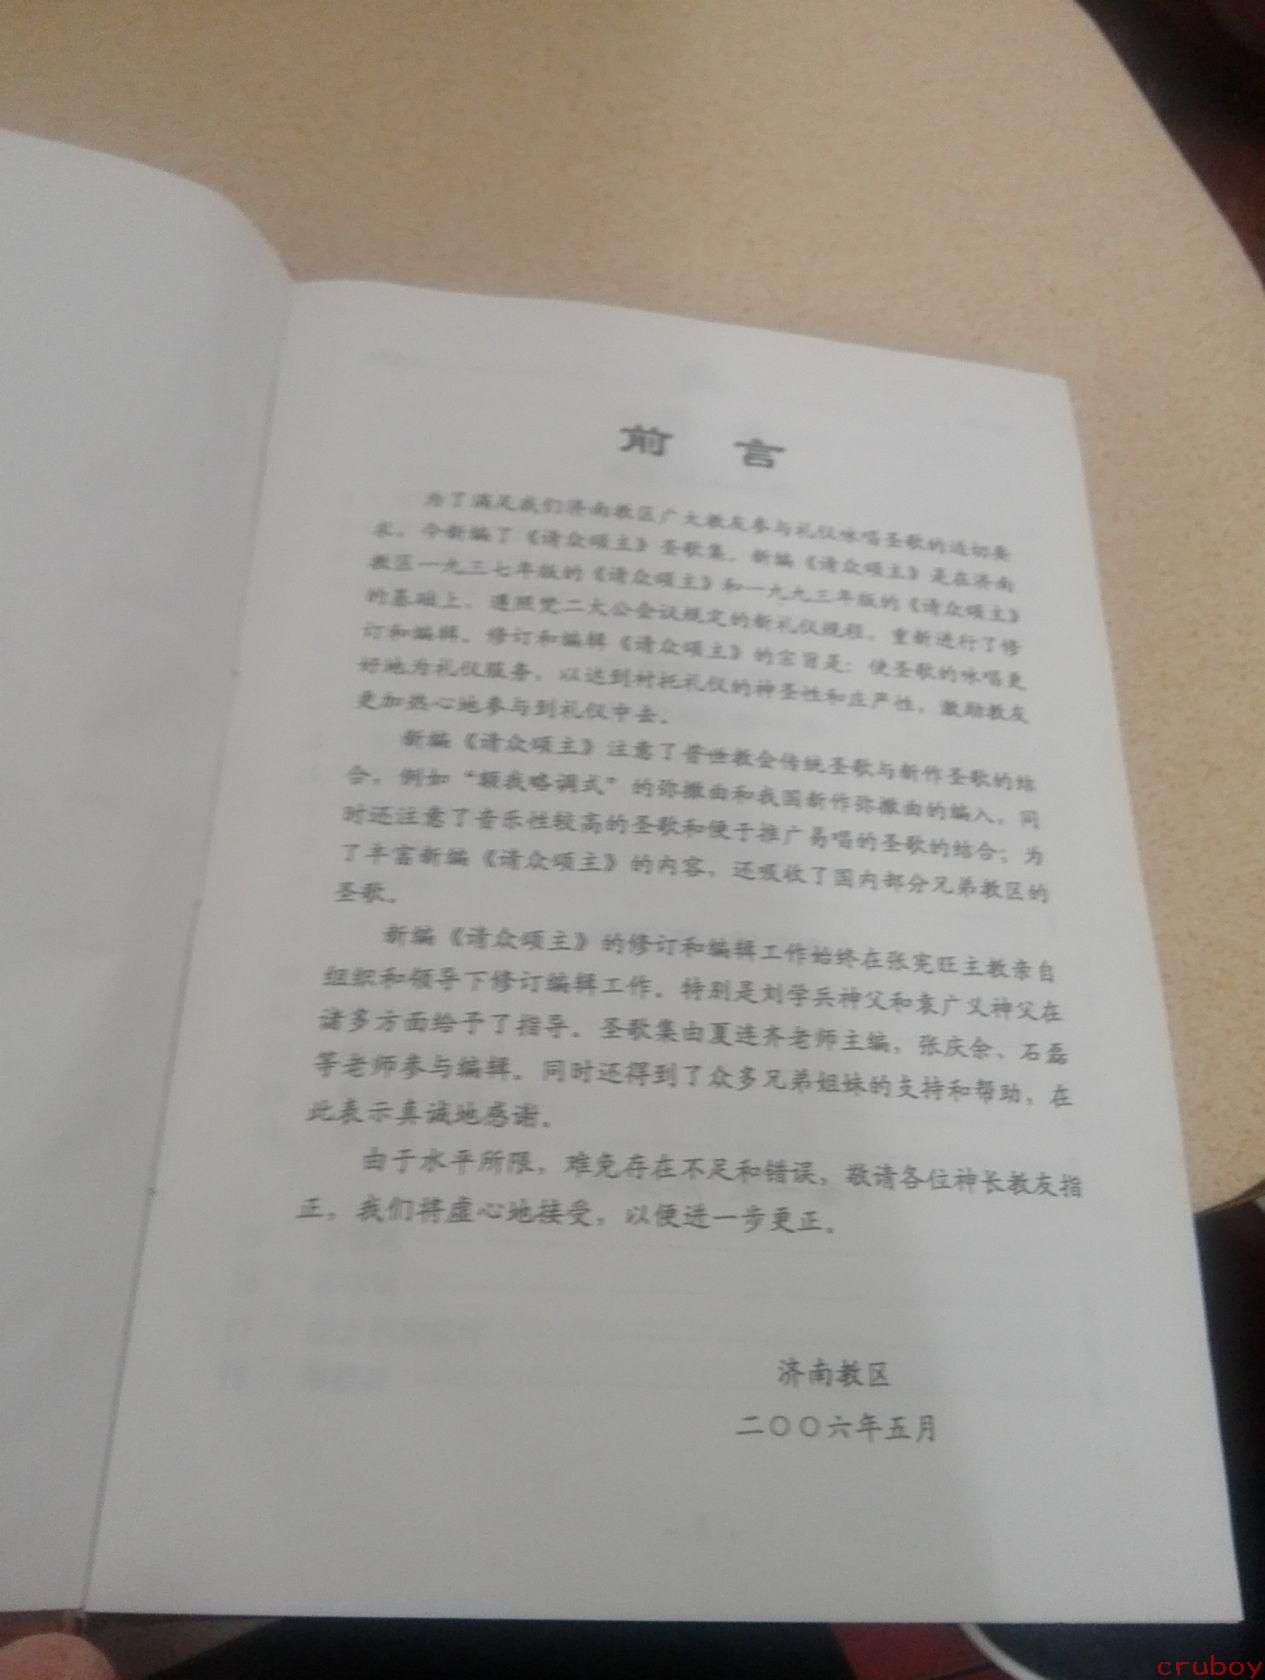 前 言
为了满足我们济南教区广大教友参与礼仪咏唱圣歌的迫切要
求，今新编了《请众颂主》圣歌集。新编《请众颂主》是在济南
教区一九三七年版的《请众颂主》和一九九三年版的《请众颂主》
的基础上，遵照梵二大公会议规定的新礼仪规程，重新进行了修
订和编辑。修订和编辑《请众颂主》的宗旨是：使圣歌的咏唱更
好地为礼仪服务，以达到衬托礼仪的神圣性和庄严性，激励教友
更加热心地参与到礼仪中去。
新编《请众颂主》注意了普世教会传统圣歌与新作圣歌的结
合，例如“额我略调式”的弥撒曲和我国新作弥撒曲的编入，同
时还注意了音乐性较高的圣歌和便于推广易唱的圣歌的结合；为
了丰富新编《请众颂主》的内容，还吸收了国内部分兄弟教区的
圣歌。
新编《请众颂主》的修订和编辑工作始终在张宪旺主教亲自
组织和领导下修订编辑工作。特别是刘学兵神父和袁广义神父在
诸多方面给予了指导。圣歌集由夏连齐老师主编，张庆余、石磊
等老师参与编辑。同时还得到了众多兄弟姐妹的支持和帮助，在
此表示真诚地感谢。
由于水平所限，难免存在不足和错误，敬请各位神长教友指
正，我们将虚心地接受，以便进一步更正。
济南教区
二〇〇六年五月
cruboy